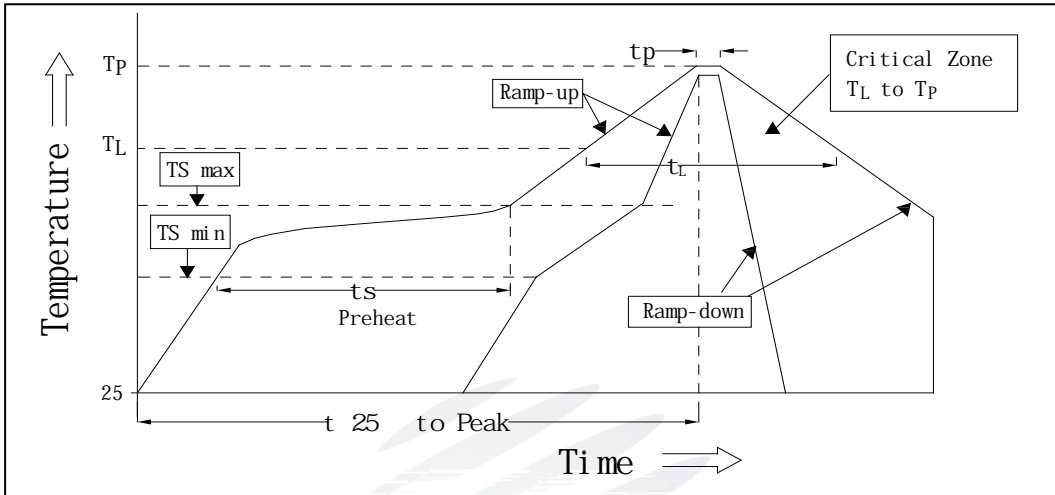 tp
TP
Ramp-up
Critical Zone
TL to TP
TL
TS max
tL
TS min
ts
Preheat
Ramp-down
25
t 25 to Peak
Time
Temperature